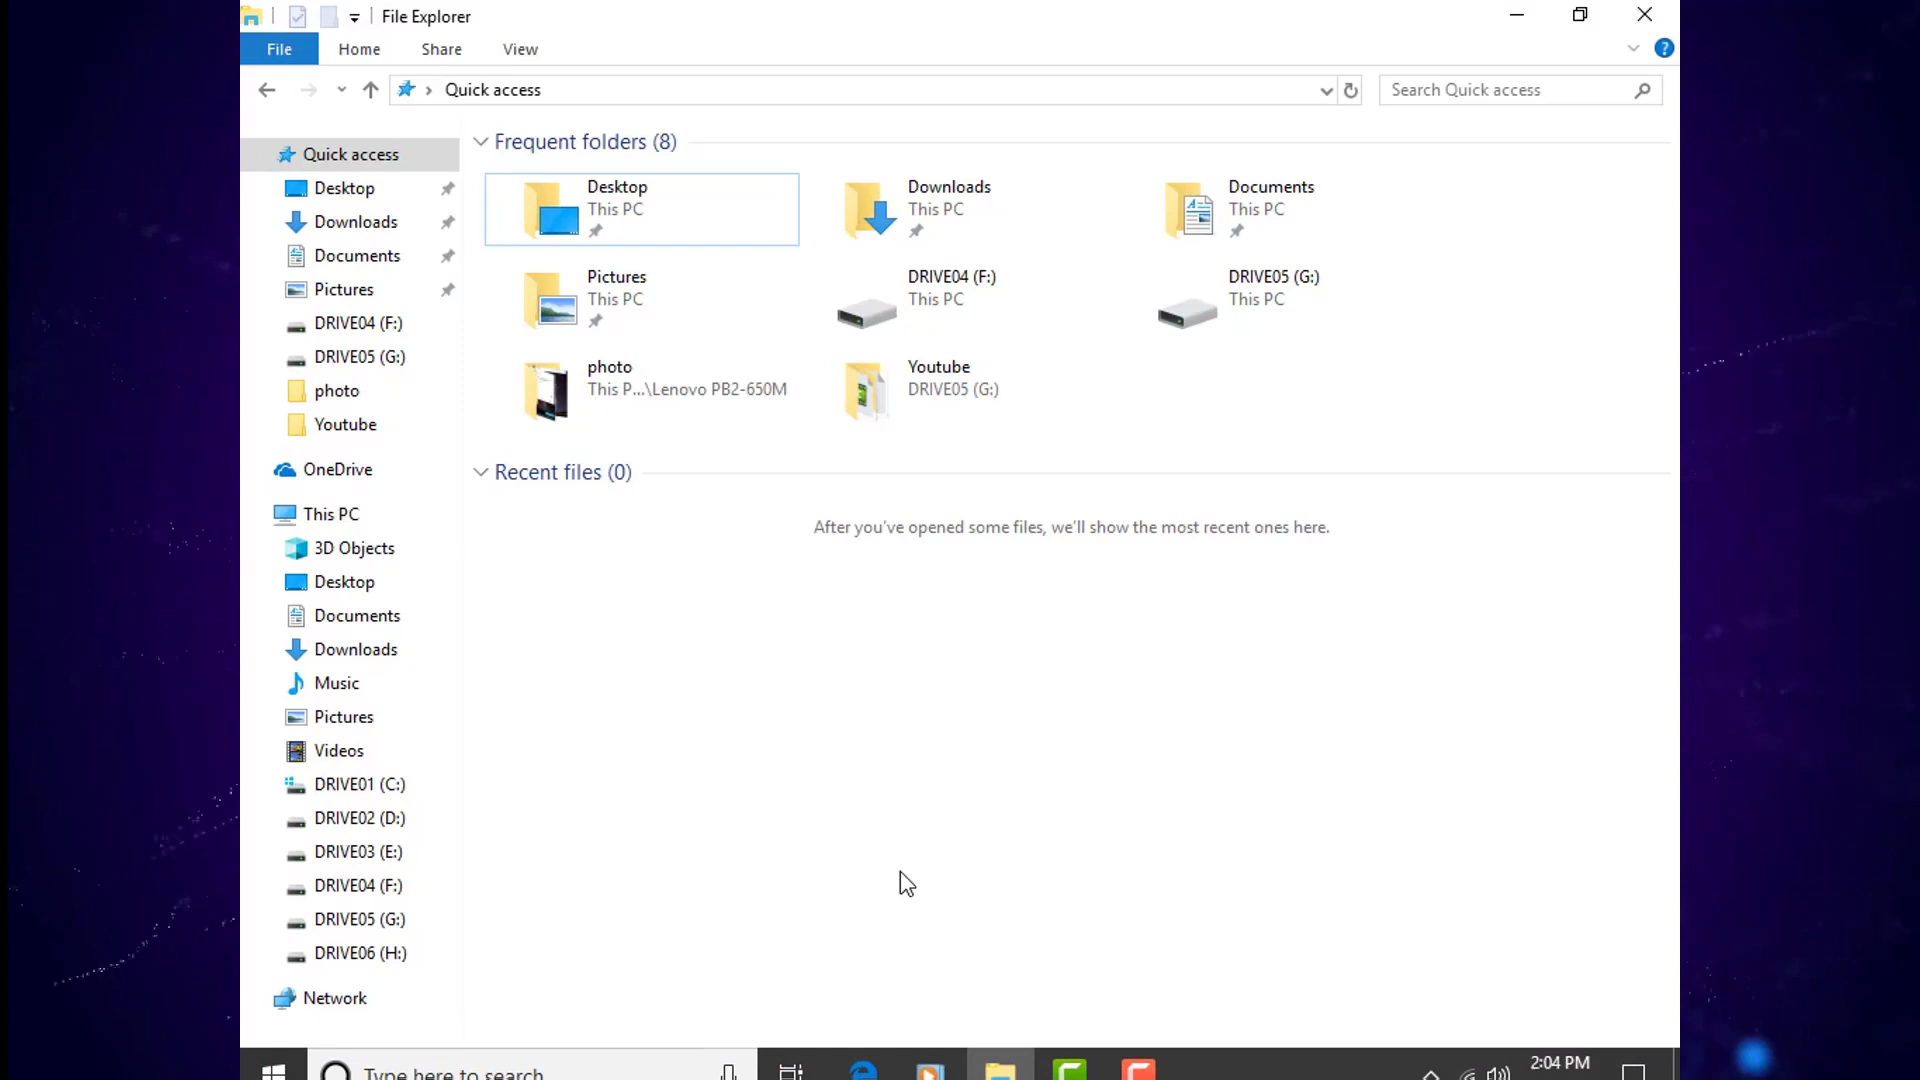 File Explorer
File Home Share View
Quick access
Search Quick access
Quick access
Desktop
Downloads
Documents
Pictures
DRIVE04 (F:)
DRIVE05 (G:)
photo
Youtube
OneDrive
This PC
3D Objects
Desktop
Documents
Downloads
Music
Pictures
Videos
DRIVE01 (C:)
DRIVE02 (D:)
DRIVE03 (E:)
DRIVE04 (F:)
DRIVE05 (G:)
DRIVE06 (H:)
Network
Frequent folders (8)
Desktop
This PC
Downloads
This PC
Documents
This PC
Pictures
This PC
DRIVE04 (F:)
This PC
DRIVE05 (G:)
This PC
photo
This P...\Lenovo PB2-650M
Youtube
DRIVE05 (G:)
Recent files (0)
After you've opened some files, we'll show the most recent ones here.
Type here to search
2:04 PM